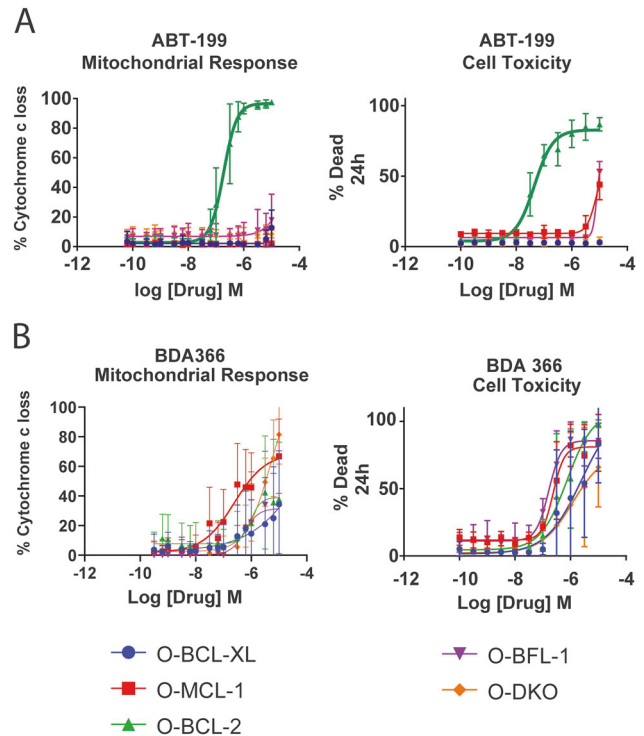 A
ABT-199
Mitochondrial Response
% Cytochrome c loss
100
80
60
40
20
0
-12
-10
-8
-6
-4
log [Drug] M
ABT-199
Cell Toxicity
% Dead
24h
100
50
0
-12
-10
-8
-6
-4
Log [Drug] M
B
BDA366
Mitochondrial Response
% Cytochrome c loss
100
80
60
40
20
0
-12
-10
-8
-6
-4
Log [Drug] M
BDA 366
Cell Toxicity
% Dead
24h
100
50
0
-12
-10
-8
-6
-4
Log [Drug] M
O-BCL-XL
O-MCL-1
O-BCL-2
O-BFL-1
O-DKO